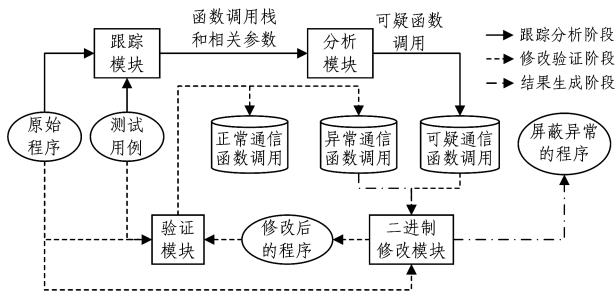 函数调用栈
和相关参数
可疑函数
调用
跟踪
模块
分析
模块
跟踪分析阶段
修改验证阶段
结果生成阶段
原始
程序
测试
用例
正常通信
函数调用
异常通信
函数调用
可疑通信
函数调用
屏蔽异常
的程序
验证
模块
修改后
的程序
二进制
修改模块